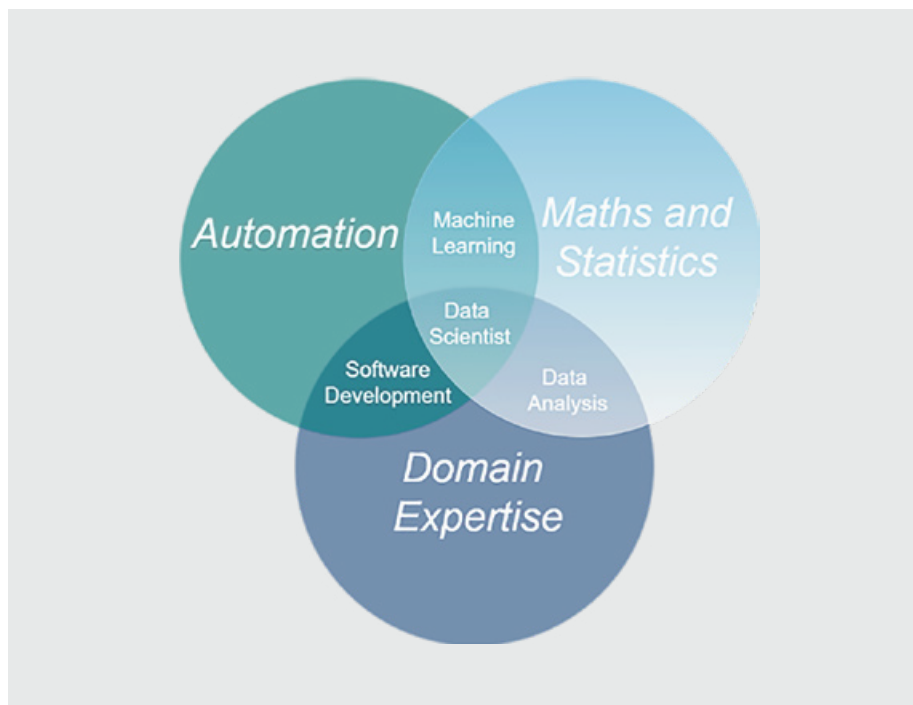 Automation
Maths and
Statistics
Machine
Learning
Data
Scientist
Software
Development
Data
Analysis
Domain
Expertise